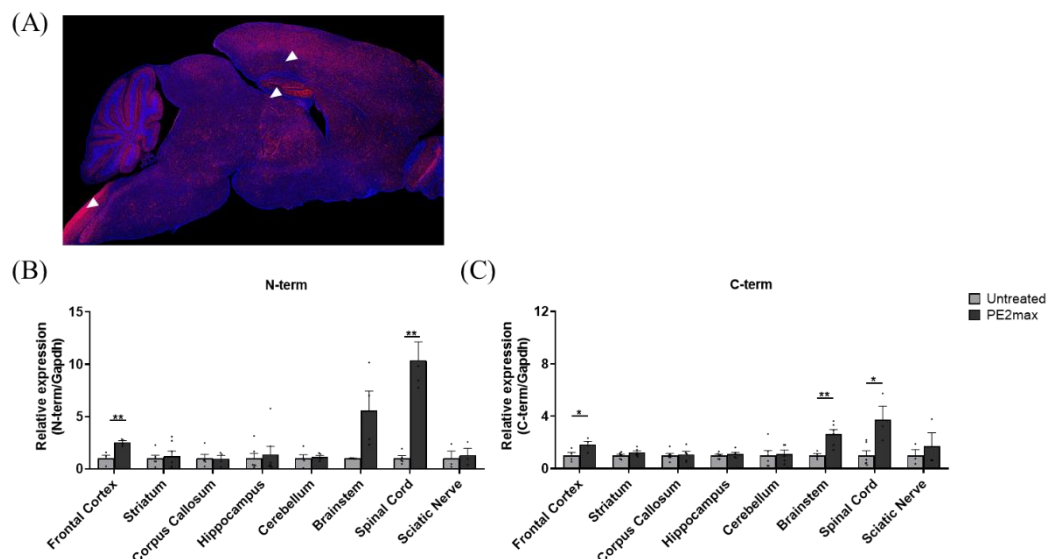 (A)
(B)
(C)
N-term
Relative expression
(N-term/Gapdh)
15
10
5
0
**
**
Frontal Cortex
Striatum
Corpus Callosum
Hippocampus
Cerebellum
Brainstem
Spinal Cord
Sciatic Nerve
C-term
Relative expression
(C-term/Gapdh)
12
8
4
0
*
**
*
Frontal Cortex
Striatum
Corpus Callosum
Hippocampus
Cerebellum
Brainstem
Spinal Cord
Sciatic Nerve
Untreated
PE2max